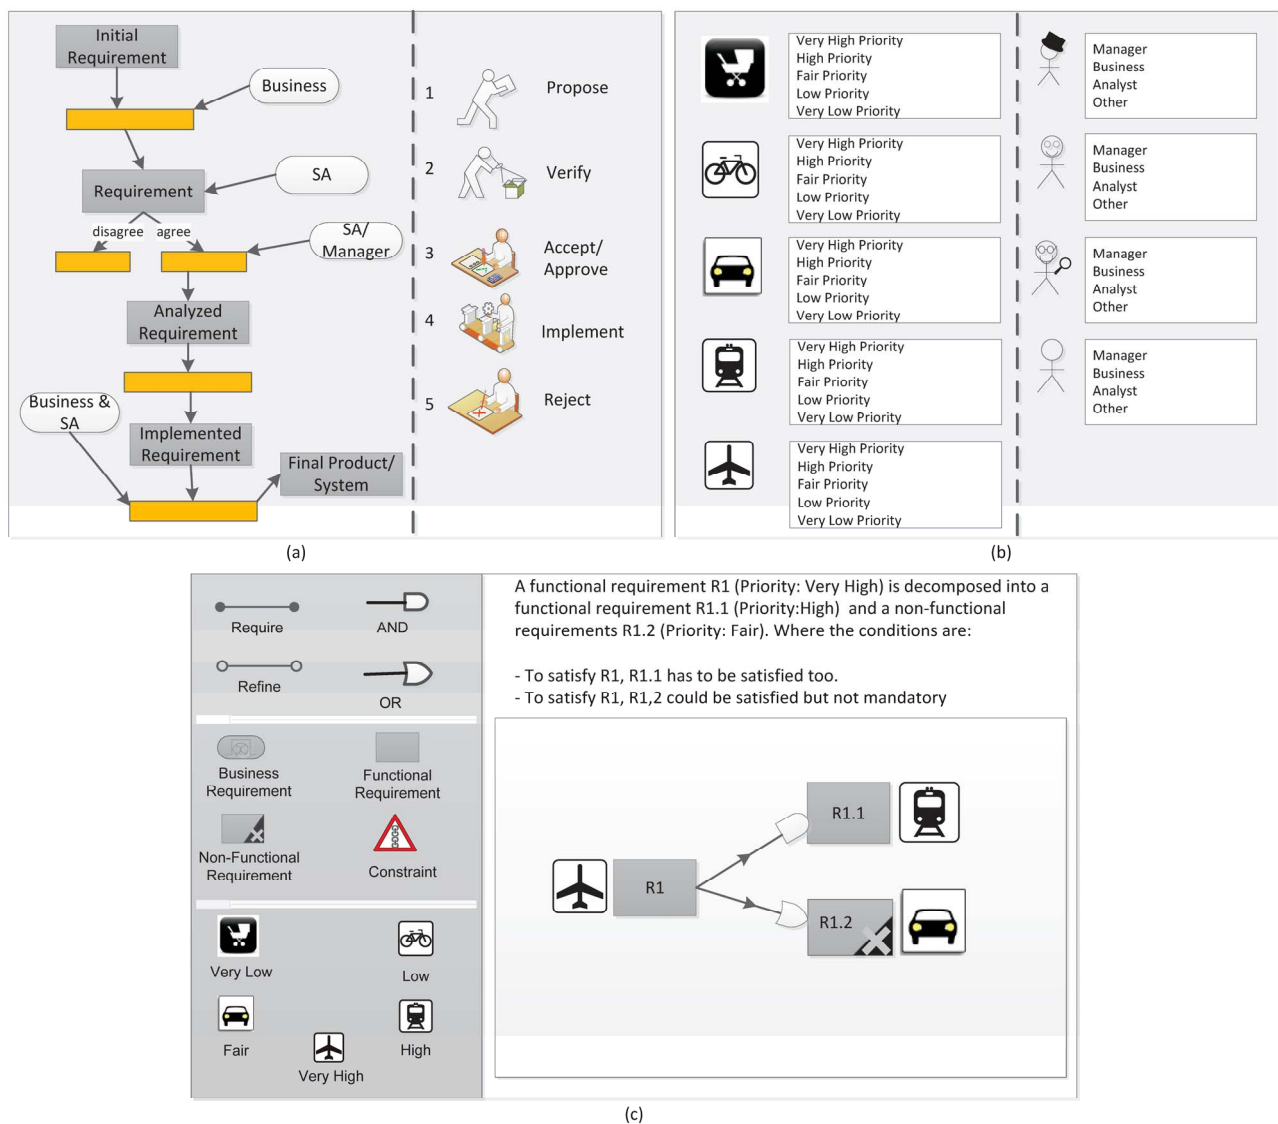 Initial
Requirement
Business
Requirement
SA
disagree
agree
SA/
Manager
Analyzed
Requirement
Business &
SA
Implemented
Requirement
Final Product/
System
1
Propose
2
Verify
3
Accept/
Approve
4
Implement
5
Reject
(a)
Very High Priority
High Priority
Fair Priority
Low Priority
Very Low Priority
Very High Priority
High Priority
Fair Priority
Low Priority
Very Low Priority
Very High Priority
High Priority
Fair Priority
Low Priority
Very Low Priority
Very High Priority
High Priority
Fair Priority
Low Priority
Very Low Priority
Very High Priority
High Priority
Fair Priority
Low Priority
Very Low Priority
Manager
Business
Analyst
Other
Manager
Business
Analyst
Other
Manager
Business
Analyst
Other
Manager
Business
Analyst
Other
(b)
Require
AND
Refine
OR
Business
Requirement
Functional
Requirement
Non-Functional
Requirement
Constraint
Very Low
Low
Fair
High
Very High
A functional requirement R1 (Priority: Very High) is decomposed into a
functional requirement R1.1 (Priority:High) and a non-functional
requirements R1.2 (Priority: Fair). Where the conditions are:
- To satisfy R1, R1.1 has to be satisfied too.
- To satisfy R1, R1,2 could be satisfied but not mandatory
R1.1
R1
R1.2
(c)